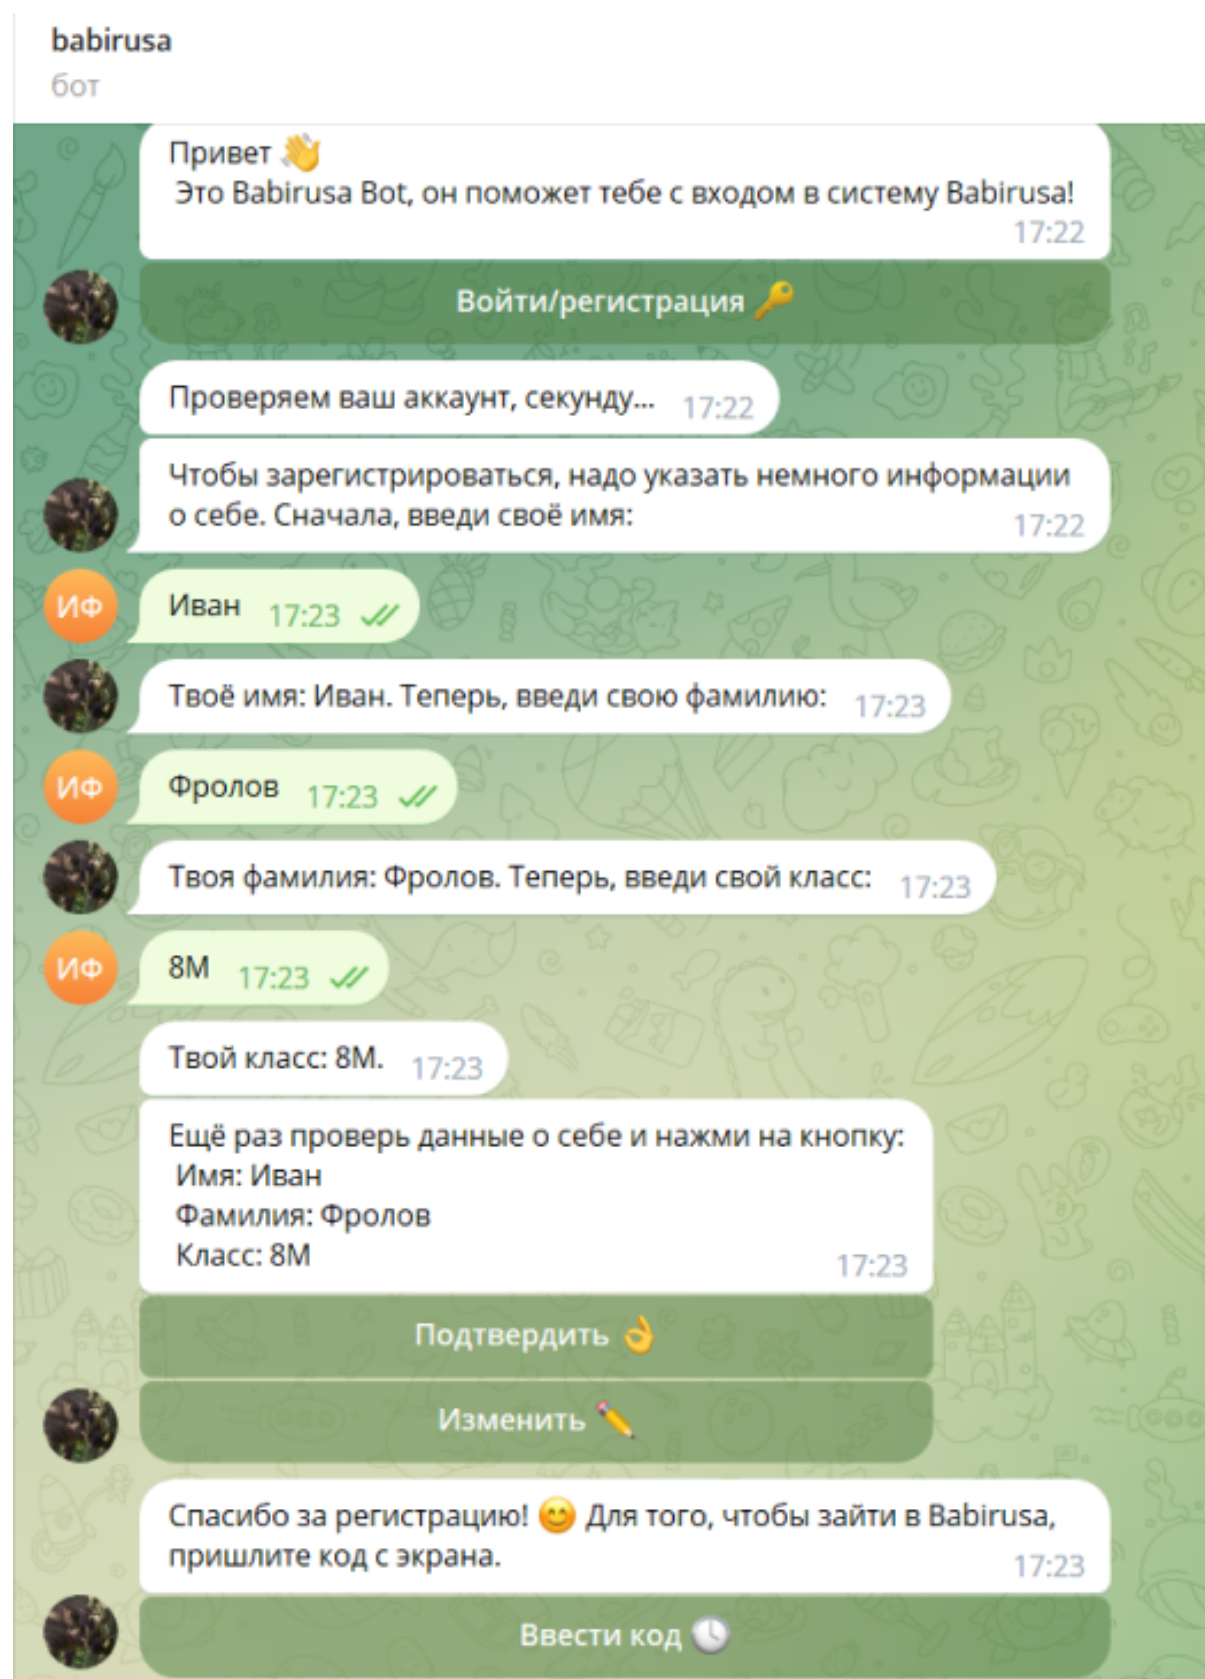 babirusa
бот
Привет 👋
Это Babirusa Bot, он поможет тебе с входом в систему Babirusa!
17:22
Войти/регистрация 🔑
Проверяем ваш аккаунт, секунду... 17:22
Чтобы зарегистрироваться, надо указать немного информации
о себе. Сначала, введи своё имя: 17:22
ИФ Иван 17:23
Твоё имя: Иван. Теперь, введи свою фамилию: 17:23
ИФ Фролов 17:23
Твоя фамилия: Фролов. Теперь, введи свой класс: 17:23
ИФ 8М 17:23
Твой класс: 8М. 17:23
Ещё раз проверь данные о себе и нажми на кнопку:
Имя: Иван
Фамилия: Фролов
Класс: 8М 17:23
Подтвердить 👌
Изменить ✏️
Спасибо за регистрацию! 😊 Для того, чтобы зайти в Babirusa,
пришлите код с экрана. 17:23
Ввести код 🕓